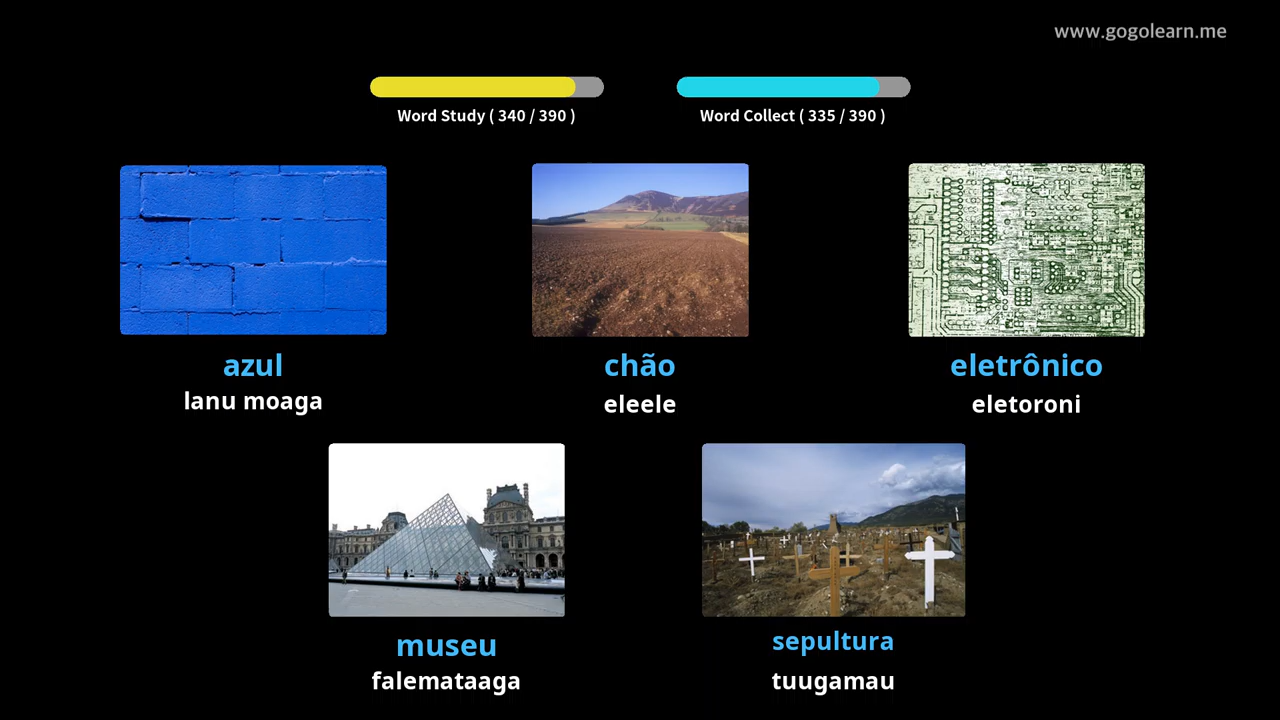 www.gogolearn.me
Word Study ( 340 / 390 )
Word Collect ( 335 / 390 )
azul
lanu moaga
chão
eleele
eletrônico
eletoroni
museu
falemataaga
sepultura
tuugamau